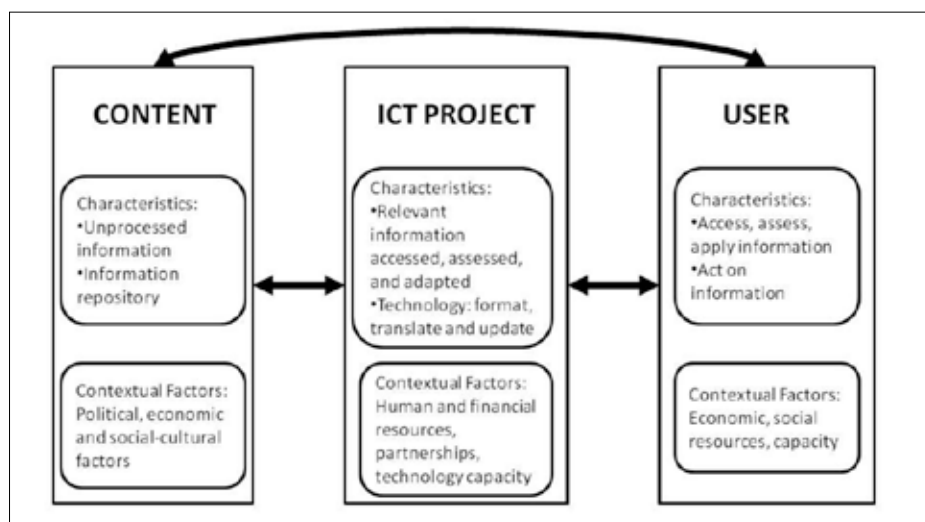 CONTENT
Characteristics:
•Unprocessed
information
•Information
repository
Contextual Factors:
Political, economic
and social-cultural
factors
ICT PROJECT
Characteristics:
•Relevant
information
accessed, assessed,
and adapted
•Technology: format,
translate and update
Contextual Factors:
Human and financial
resources,
partnerships,
technology capacity
USER
Characteristics:
•Access, assess,
apply information
•Act on
information
Contextual Factors:
Economic, social
resources, capacity